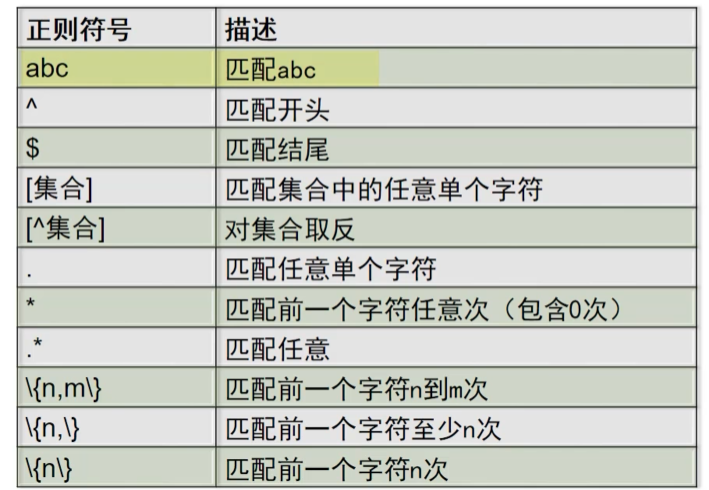 正则符号 描述
abc 匹配abc
^ 匹配开头
$ 匹配结尾
[集合] 匹配集合中的任意单个字符
[^集合] 对集合取反
. 匹配任意单个字符
* 匹配前一个字符任意次（包含0次）
.* 匹配任意
\{n,m\} 匹配前一个字符n到m次
\{n,\} 匹配前一个字符至少n次
\{n\} 匹配前一个字符n次